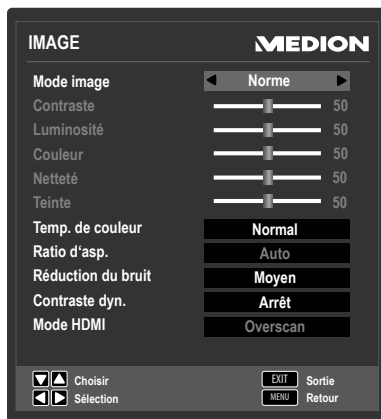 IMAGE MEDION
Mode image Norme
Contraste 50
Luminosité 50
Couleur 50
Netteté 50
Teinte 50
Temp. de couleur Normal
Ratio d‘asp. Auto
Réduction du bruit Moyen
Contraste dyn. Arrêt
Mode HDMI Overscan
Choisir EXIT Sortie
Sélection MENU Retour